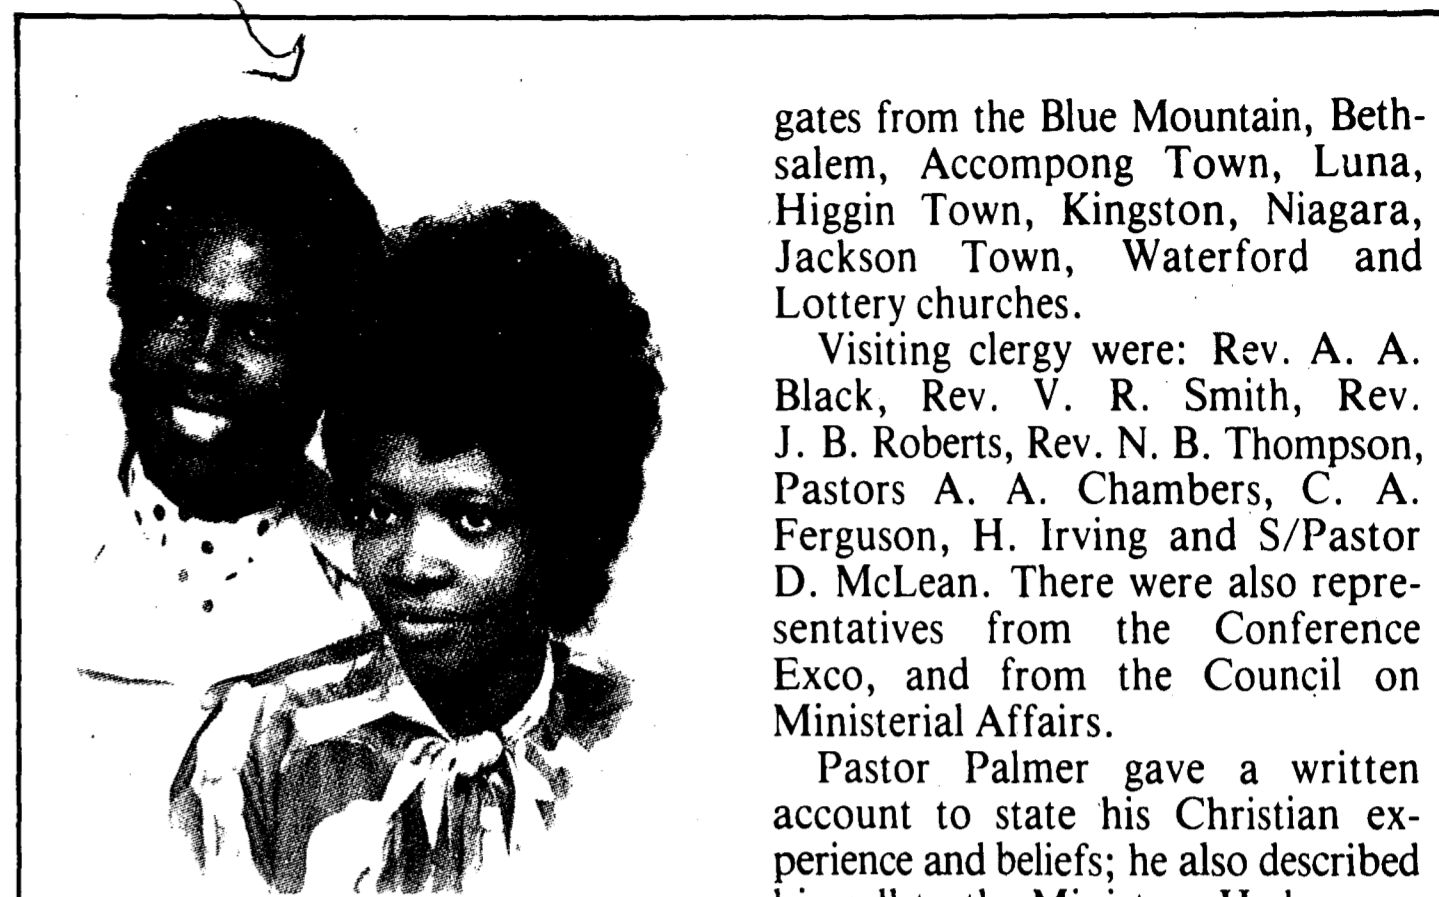 gates from the Blue Mountain, Beth-
salem, Accompong Town, Luna,
Higgin Town, Kingston, Niagara,
Jackson Town, Waterford and
Lottery churches.
Visiting clergy were: Rev. A. A.
Black, Rev. V. R. Smith, Rev.
J. B. Roberts, Rev. N. B. Thompson,
Pastors A. A. Chambers, C. A.
Ferguson, H. Irving and S/Pastor
D. McLean. There were also repre-
sentatives from the Conference
Exco, and from the Council on
Ministerial Affairs.
Pastor Palmer gave a written
account to state his Christian ex-
perience and beliefs; he also described